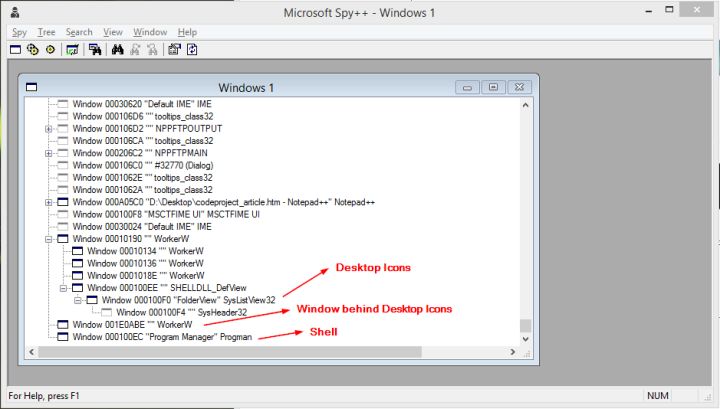 Microsoft Spy++ - Windows 1
Spy Tree Search View Window Help
Windows 1
Window 00030620 "Default IME" IME
Window 000106D6 "" tooltips_class32
Window 000106D2 "" NPPFTPOUTPUT
Window 000106CA "" tooltips_class32
Window 000206C2 "" NPPFTPMAIN
Window 000106C0 "" #32770 (Dialog)
Window 0001062E "" tooltips_class32
Window 0001062A "" tooltips_class32
Window 000A05C0 "D:\Desktop\codeproject_article.htm - Notepad++" Notepad++
Window 000100F8 "MSCTFIME UI" MSCTFIME UI
Window 00030024 "Default IME" IME
Window 00010190 "" WorkerW
Window 00010134 "" WorkerW
Window 00010136 "" WorkerW
Window 0001018E "" WorkerW
Window 000100EE "" SHELLDLL_DefView
Desktop Icons
Window 000100F0 "FolderView" SysListView32
Window 000100F4 "" SysHeader32
Window behind Desktop Icons
Window 001E0ABE "" WorkerW
Shell
Window 000100EC "Program Manager" Progman
For Help, press F1
NUM